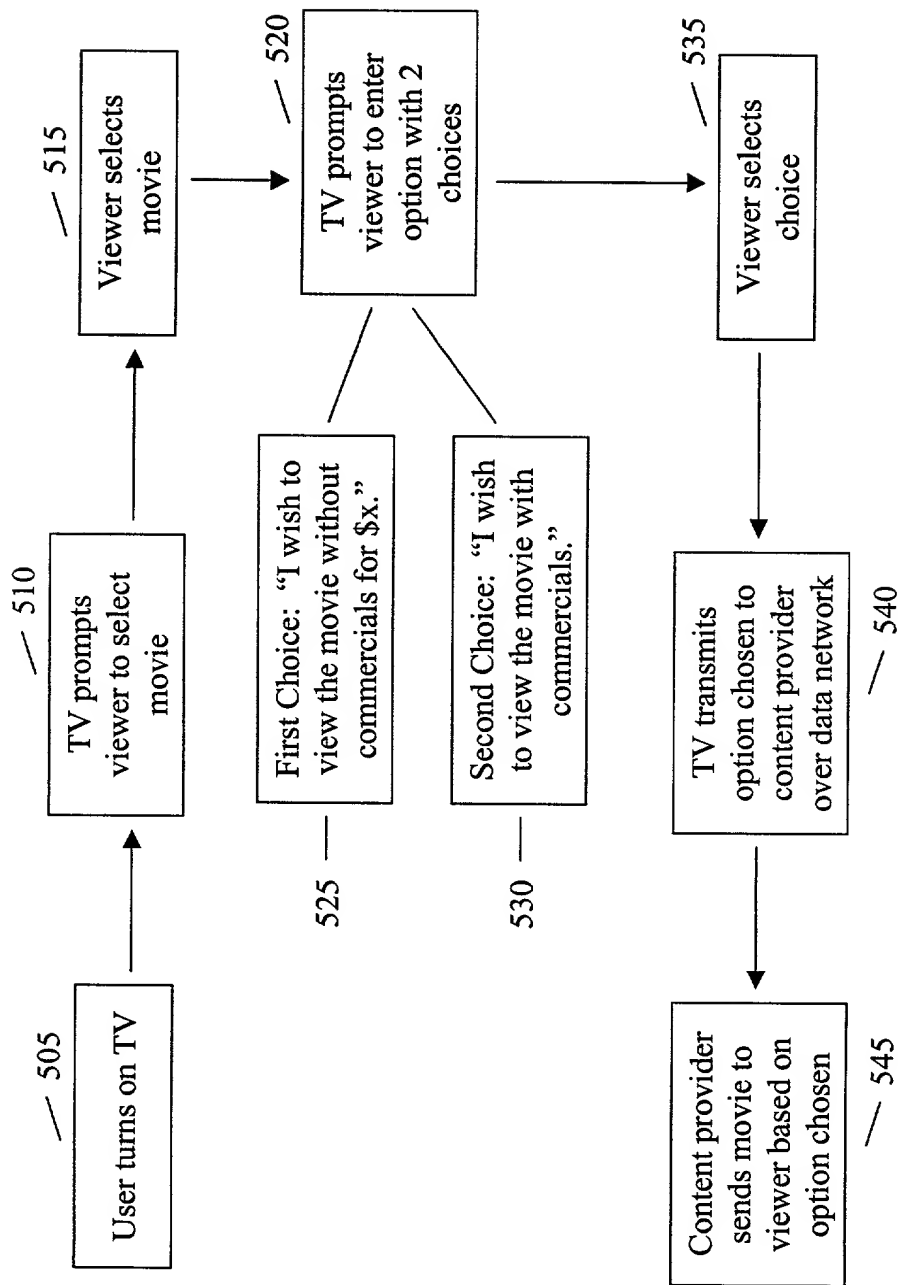 505
User turns on TV
510
TV prompts
viewer to select
movie
515
Viewer selects
movie
520
TV prompts
viewer to enter
option with 2
choices
525
First Choice: “I wish to
view the movie without
commercials for $x.”
530
Second Choice: “I wish
to view the movie with
commercials.”
535
Viewer selects
choice
TV transmits
option chosen to
content provider
over data network
540
Content provider
sends movie to
viewer based on
option chosen
545